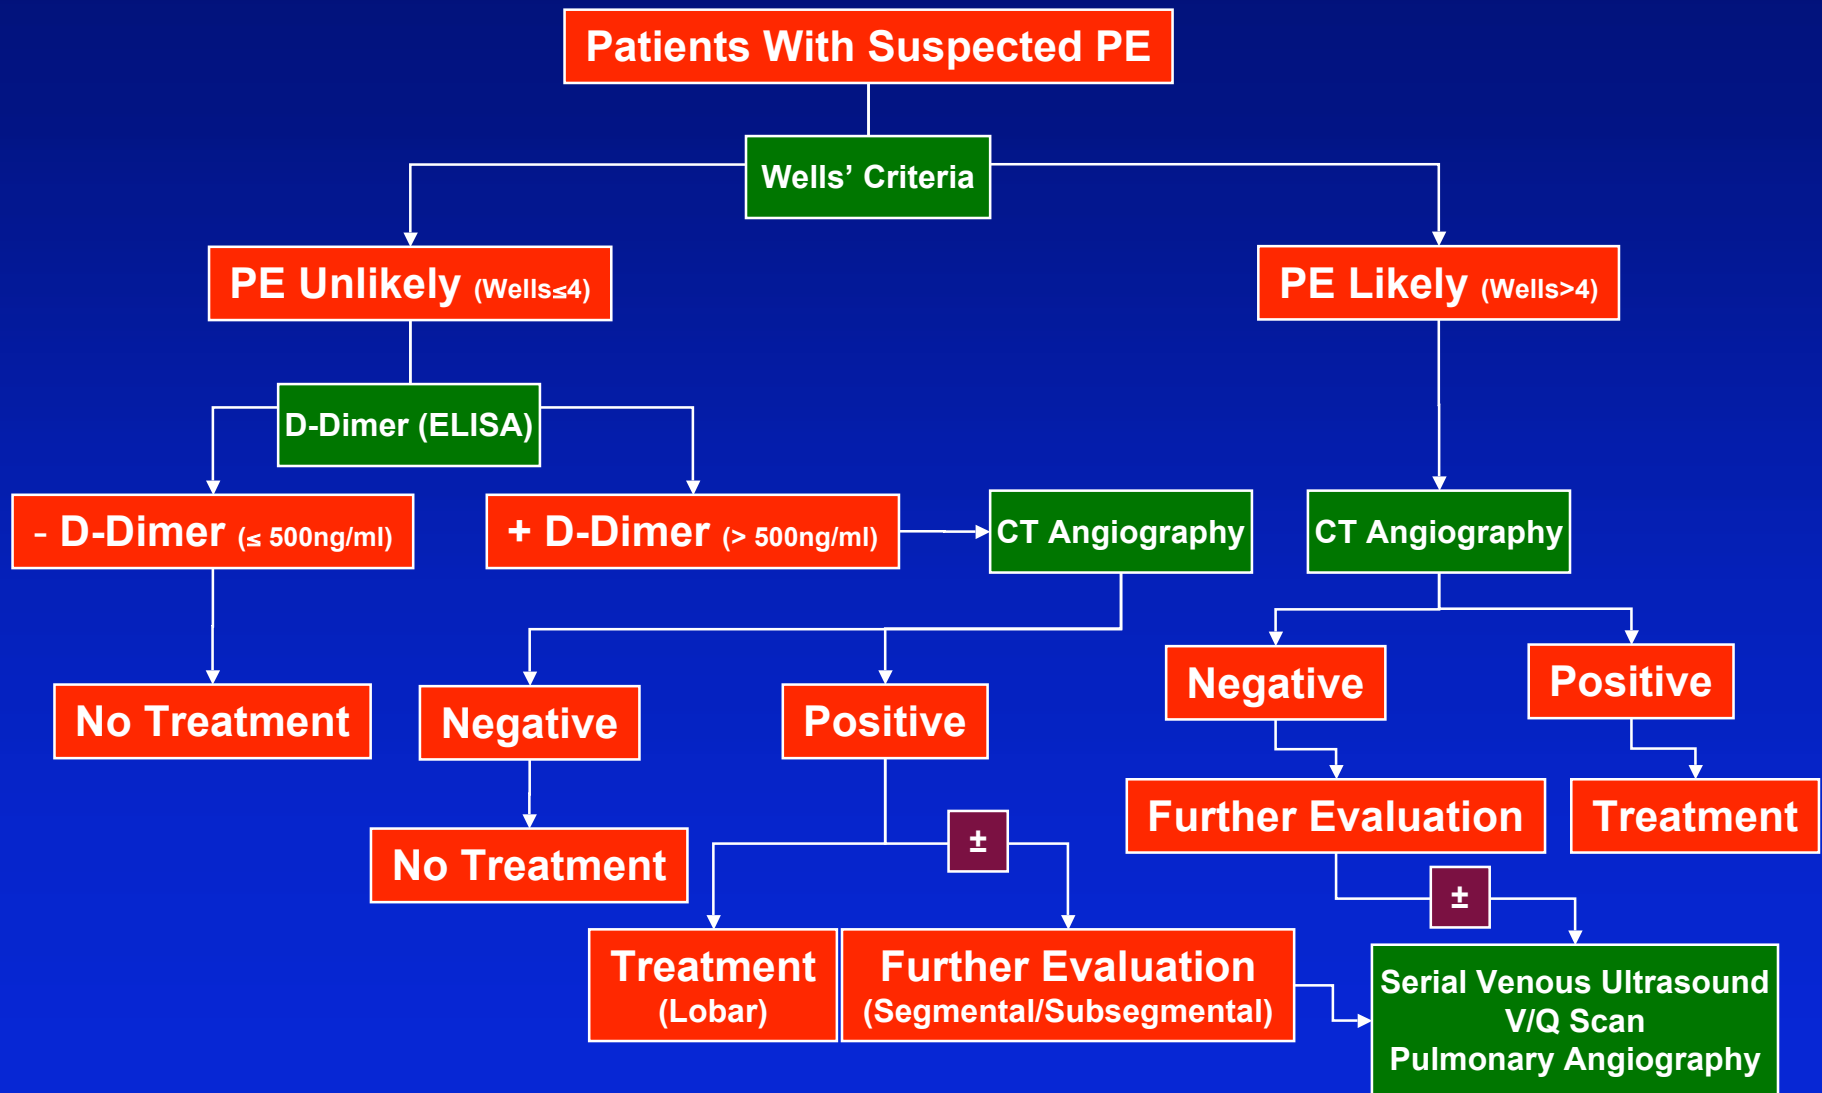 Patients With Suspected PE
Wells’ Criteria
PE Unlikely (Wells≤4)
PE Likely (Wells>4)
D-Dimer (ELISA)
- D-Dimer (≤ 500ng/ml)
+ D-Dimer (> 500ng/ml)
CT Angiography
CT Angiography
No Treatment
Negative
Positive
Negative
Positive
No Treatment
±
Further Evaluation
Treatment
±
Treatment
(Lobar)
Further Evaluation
(Segmental/Subsegmental)
Serial Venous Ultrasound
V/Q Scan
Pulmonary Angiography